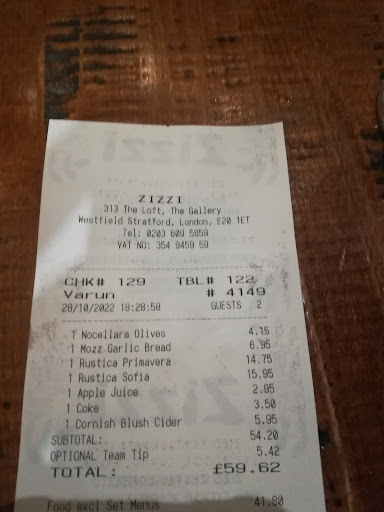 ZIZZI
313 The Loft, The Gallery
Westfield Stratford, London, E20 1ET
Tel: 0203 609 5859
VAT NO: 354 9459 59
CHK# 129 TBL# 122
Varun # 4149
28/10/2022 18:28:58 GUESTS 2
1 Nocellara Olives 4.15
1 Mozz Garlic Bread 6.95
1 Rustica Primavera 14.75
1 Rustica Sofia 15.95
1 Apple Juice 2.95
1 Coke 3.50
1 Cornish Blush Cider 5.95
SUBTOTAL: 54.20
OPTIONAL Team Tip 5.42
TOTAL: £59.62
Food excl Set Menus 41.80